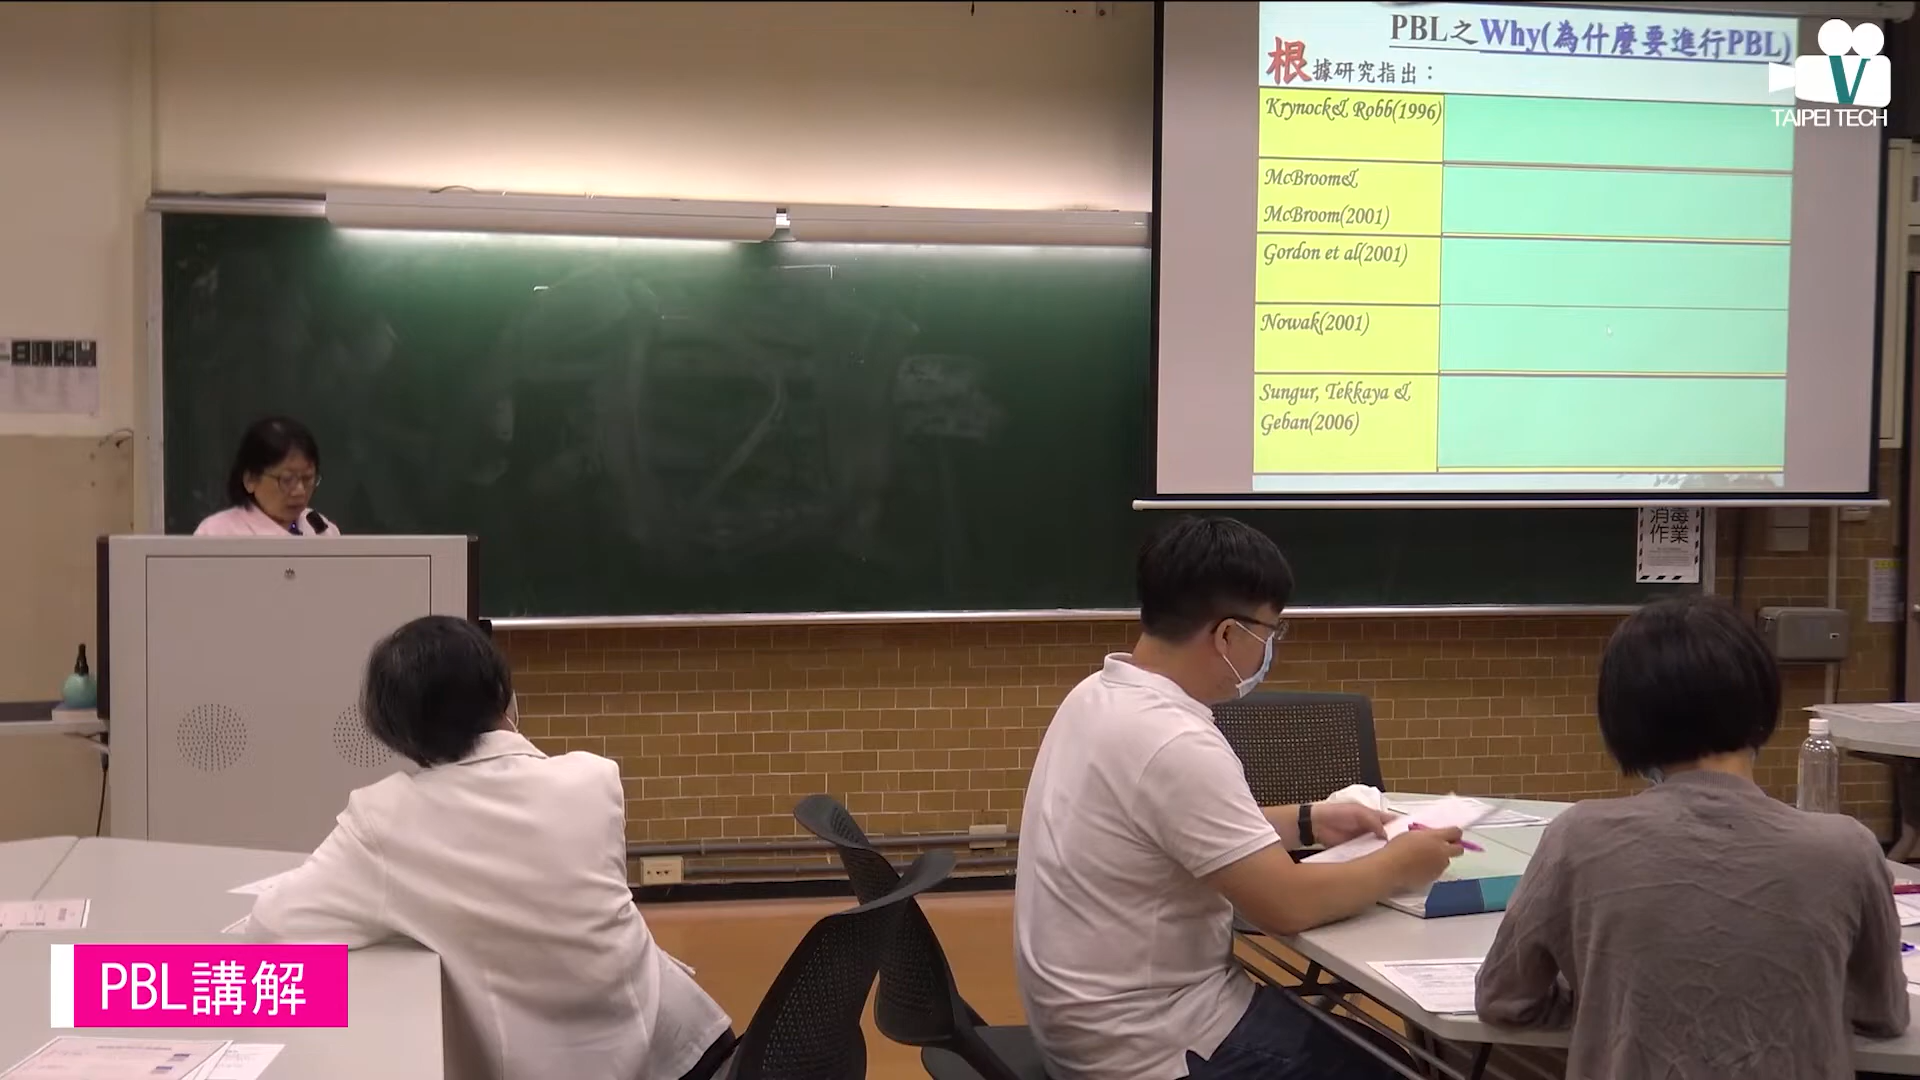 PBL之Why(為什麼要進行PBL)
根據研究指出：
Krynock& Robb(1996)
McBroom&
McBroom(2001)
Gordon et al(2001)
Nowak(2001)
Sungur, Tekkaya &
Geban(2006)
V
TAIPEI TECH
消毒
作業
PBL講解